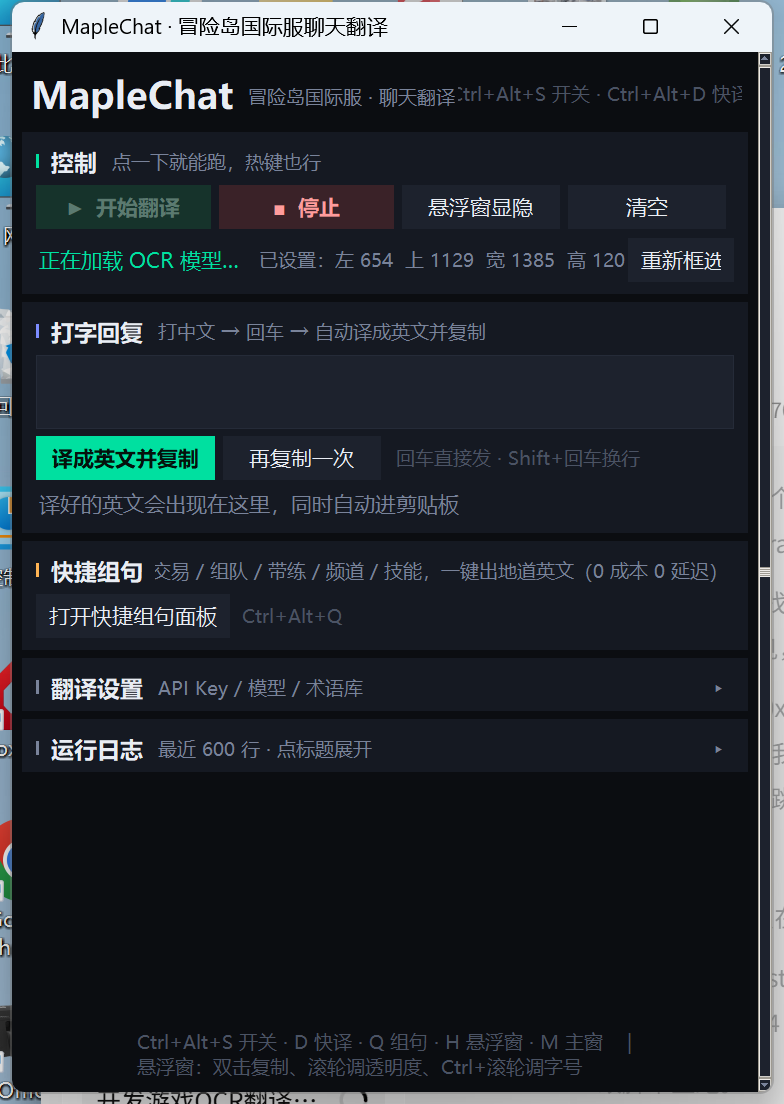 MapleChat · 冒险岛国际服聊天翻译
MapleChat 冒险岛国际服 · 聊天翻译 Ctrl+Alt+S 开关 · Ctrl+Alt+D 快译
控制 点一下就能跑，热键也行
▶ 开始翻译 ■ 停止 悬浮窗显隐 清空
正在加载 OCR 模型... 已设置：左 654 上 1129 宽 1385 高 120 重新框选
打字回复 打中文 → 回车 → 自动译成英文并复制
译成英文并复制 再复制一次 回车直接发 · Shift+回车换行
译好的英文会出现在这里，同时自动进剪贴板
快捷组句 交易 / 组队 / 带练 / 频道 / 技能，一键出地道英文（0 成本 0 延迟）
打开快捷组句面板 Ctrl+Alt+Q
翻译设置 API Key / 模型 / 术语库 ▸
运行日志 最近 600 行 · 点标题展开 ▸
Ctrl+Alt+S 开关 · D 快译 · Q 组句 · H 悬浮窗 · M 主窗 |
悬浮窗：双击复制、滚轮调透明度、Ctrl+滚轮调字号
开发游戏OCR翻译…